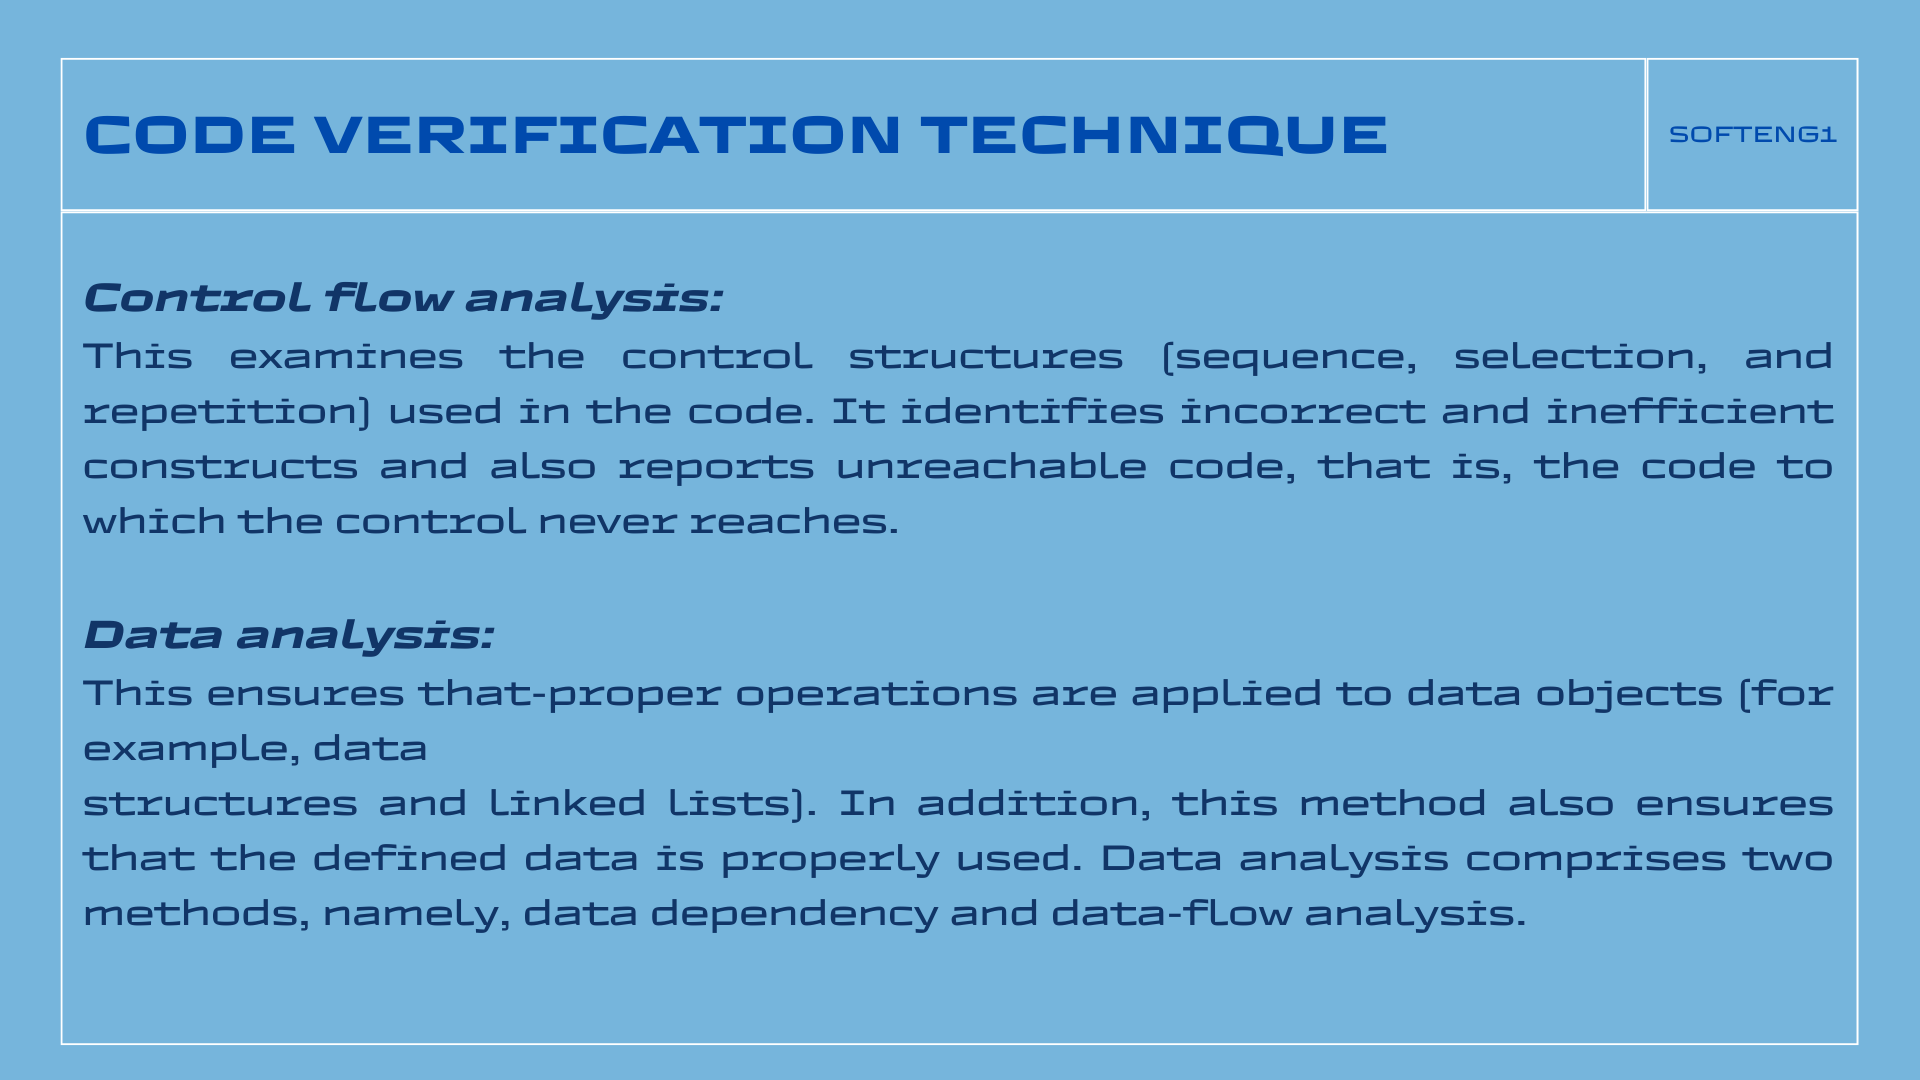 CODE VERIFICATION TECHNIQUE
SOFTENG1
Control flow analysis:
This examines the control structures (sequence, selection, and
repetition) used in the code. It identifies incorrect and inefficient
constructs and also reports unreachable code, that is, the code to
which the control never reaches.
Data analysis:
This ensures that-proper operations are applied to data objects (for
example, data
structures and linked lists). In addition, this method also ensures
that the defined data is properly used. Data analysis comprises two
methods, namely, data dependency and data-flow analysis.